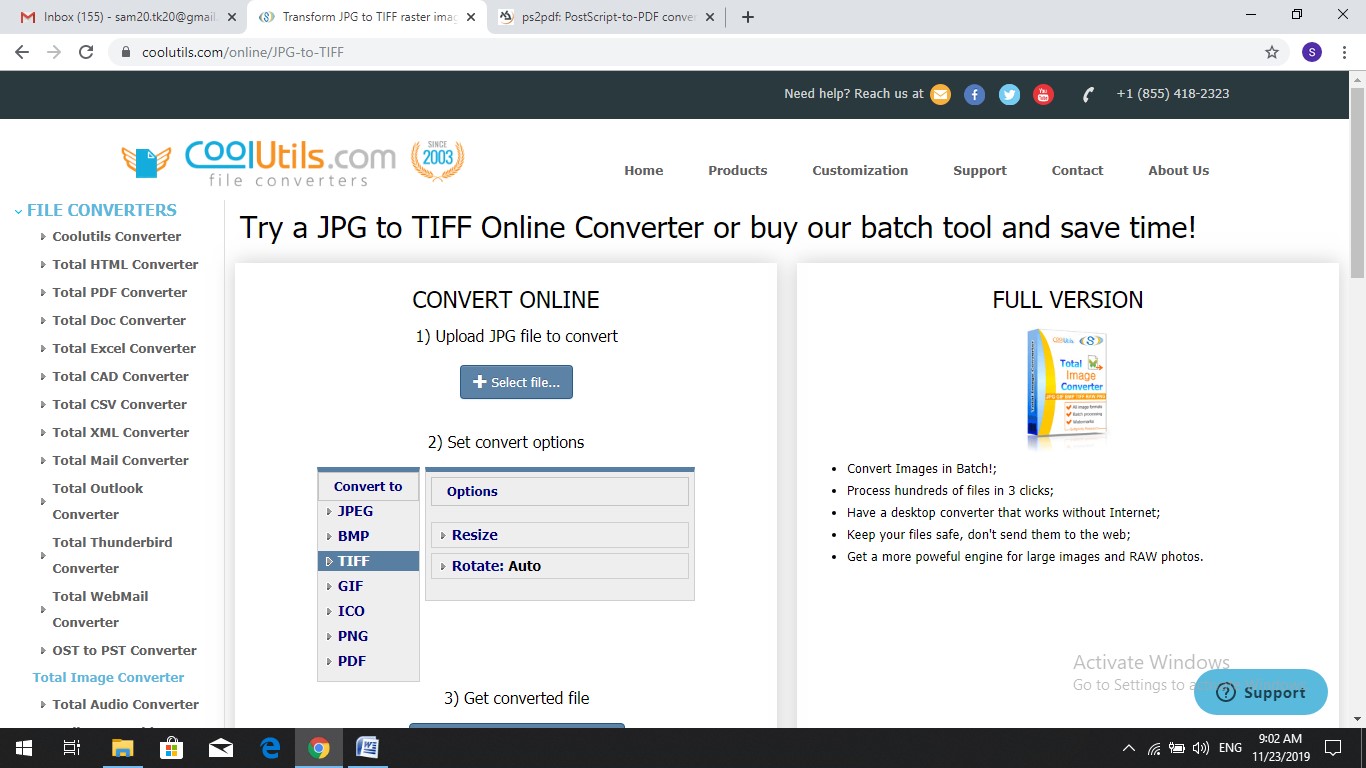 Inbox (155) - sam20.tk20@gmail.
Transform JPG to TIFF raster imag
ps2pdf: PostScript-to-PDF conver
coolutils.com/online/JPG-to-TIFF
S
Need help? Reach us at
You Tube
+1 (855) 418-2323
CoolUtils.com
file converters
SINCE
2003
Home
Products
Customization
Support
Contact
About Us
FILE CONVERTERS
Coolutils Converter
Total HTML Converter
Total PDF Converter
Total Doc Converter
Total Excel Converter
Total CAD Converter
Total CSV Converter
Total XML Converter
Total Mail Converter
Total Outlook
Converter
Total Thunderbird
Converter
Total WebMail
Converter
OST to PST Converter
Total Image Converter
Total Audio Converter
Try a JPG to TIFF Online Converter or buy our batch tool and save time!
CONVERT ONLINE
1) Upload JPG file to convert
Select file...
2) Set convert options
Convert to
JPEG
BMP
TIFF
GIF
ICO
PNG
PDF
Options
Resize
Rotate: Auto
3) Get converted file
FULL VERSION
Total
Image
Converter
Convert Images in Batch!;
Process hundreds of files in 3 clicks;
Have a desktop converter that works without Internet;
Keep your files safe, don't send them to the web;
Get a more poweful engine for large images and RAW photos.
Activate Windows
Go to Settings to
Support
ENG
9:02 AM
11/23/2019